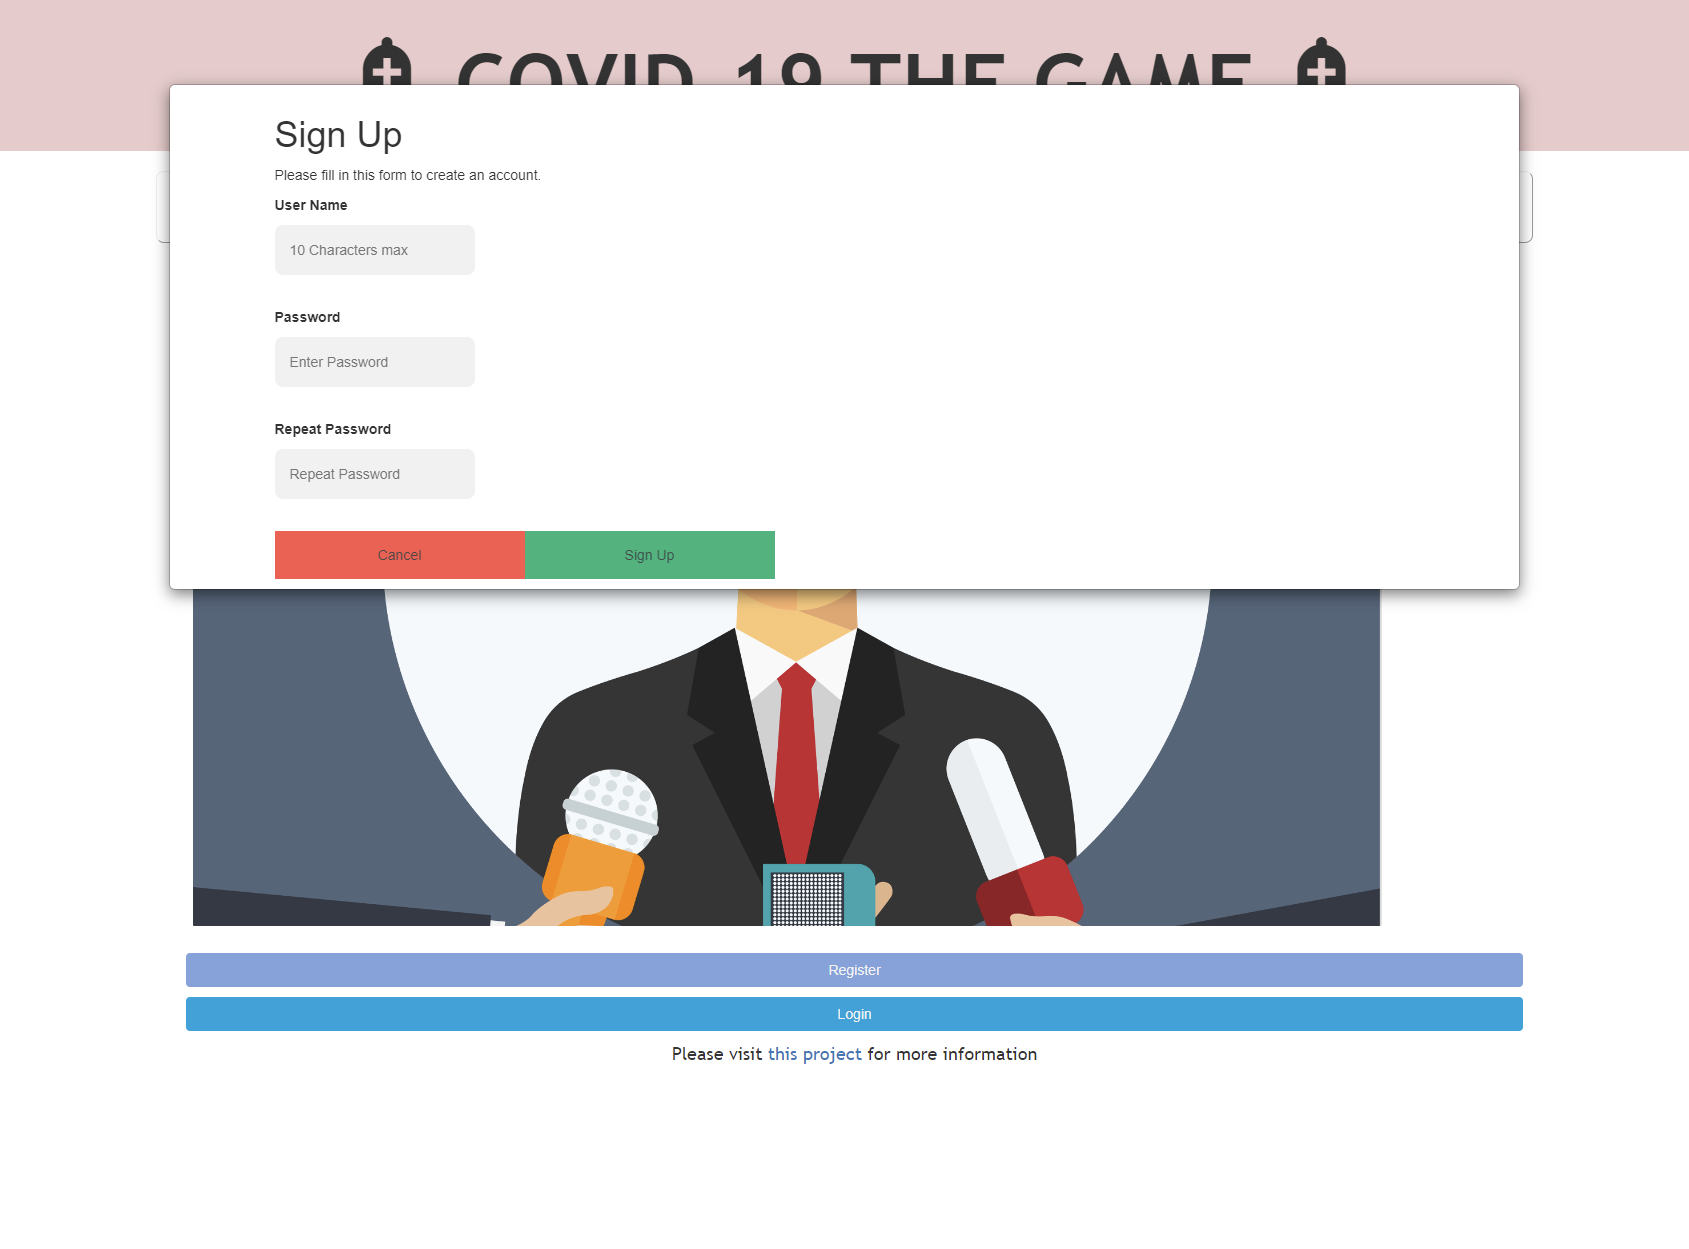 COVID-19 THE GAME
Sign Up
Please fill in this form to create an account.
User Name
10 Characters max
Password
Enter Password
Repeat Password
Repeat Password
Cancel Sign Up
Register
Login
Please visit this project for more information